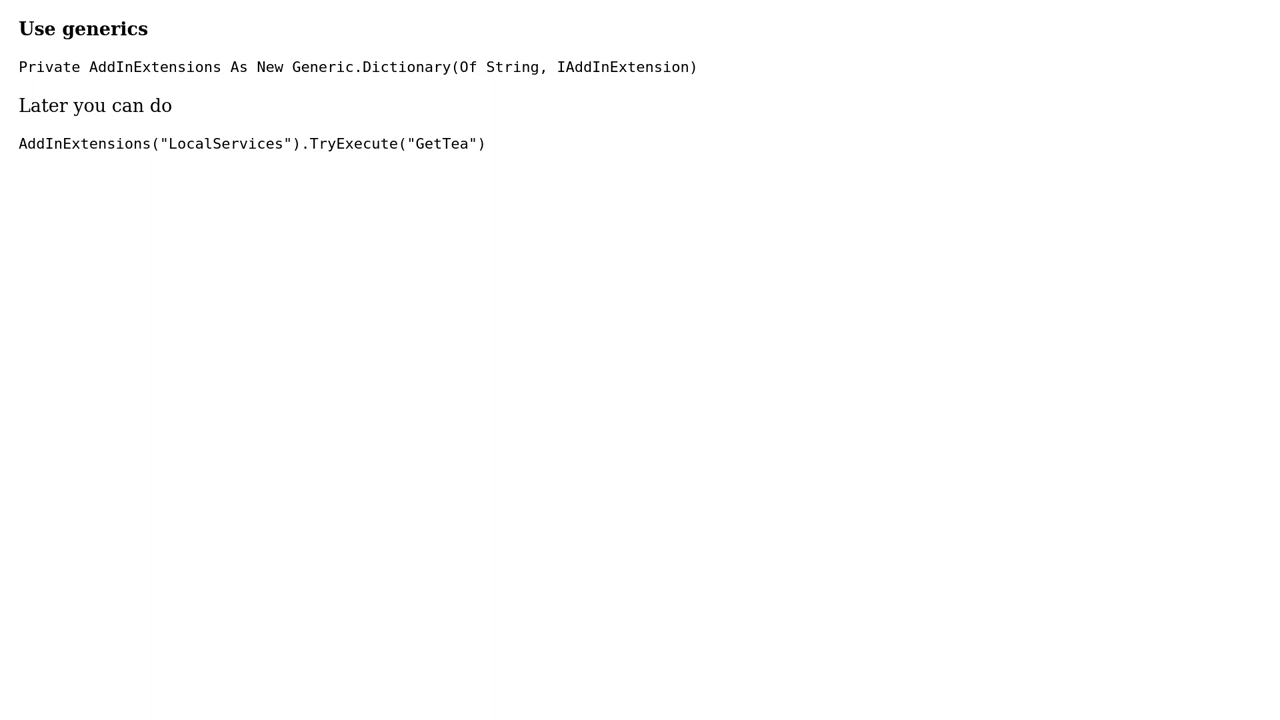 Use generics
Private AddInExtensions As New Generic.Dictionary(Of String, IAddInExtension)
Later you can do
AddInExtensions("LocalServices").TryExecute("GetTea")